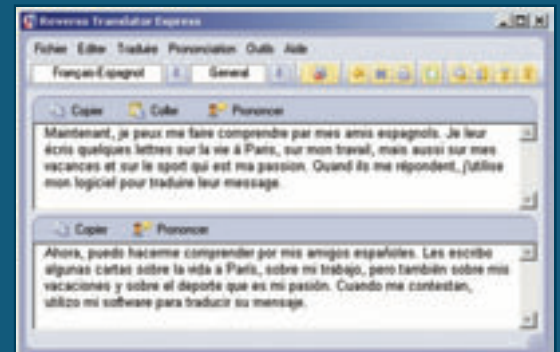 Reverso Translator Express
Fichier Editer Traduire Prononciation Outils Aide
Français-Espagnol General
Copier Coller Prononcer
Maintenant, je peux me faire comprendre par mes amis espagnols. Je leur
écris quelques lettres sur la vie à Paris, sur mon travail, mais aussi sur mes
vacances et sur le sport qui est ma passion. Quand ils me répondent, j'utilise
mon logiciel pour traduire leur message.
Copier Prononcer
Ahora, puedo hacerme comprender por mis amigos españoles. Les escribo
algunas cartas sobre la vida a París, sobre mi trabajo, pero también sobre mis
vacaciones y sobre el deporte que es mi pasión. Cuando me contestan,
utilizo mi software para traducir su mensaje.